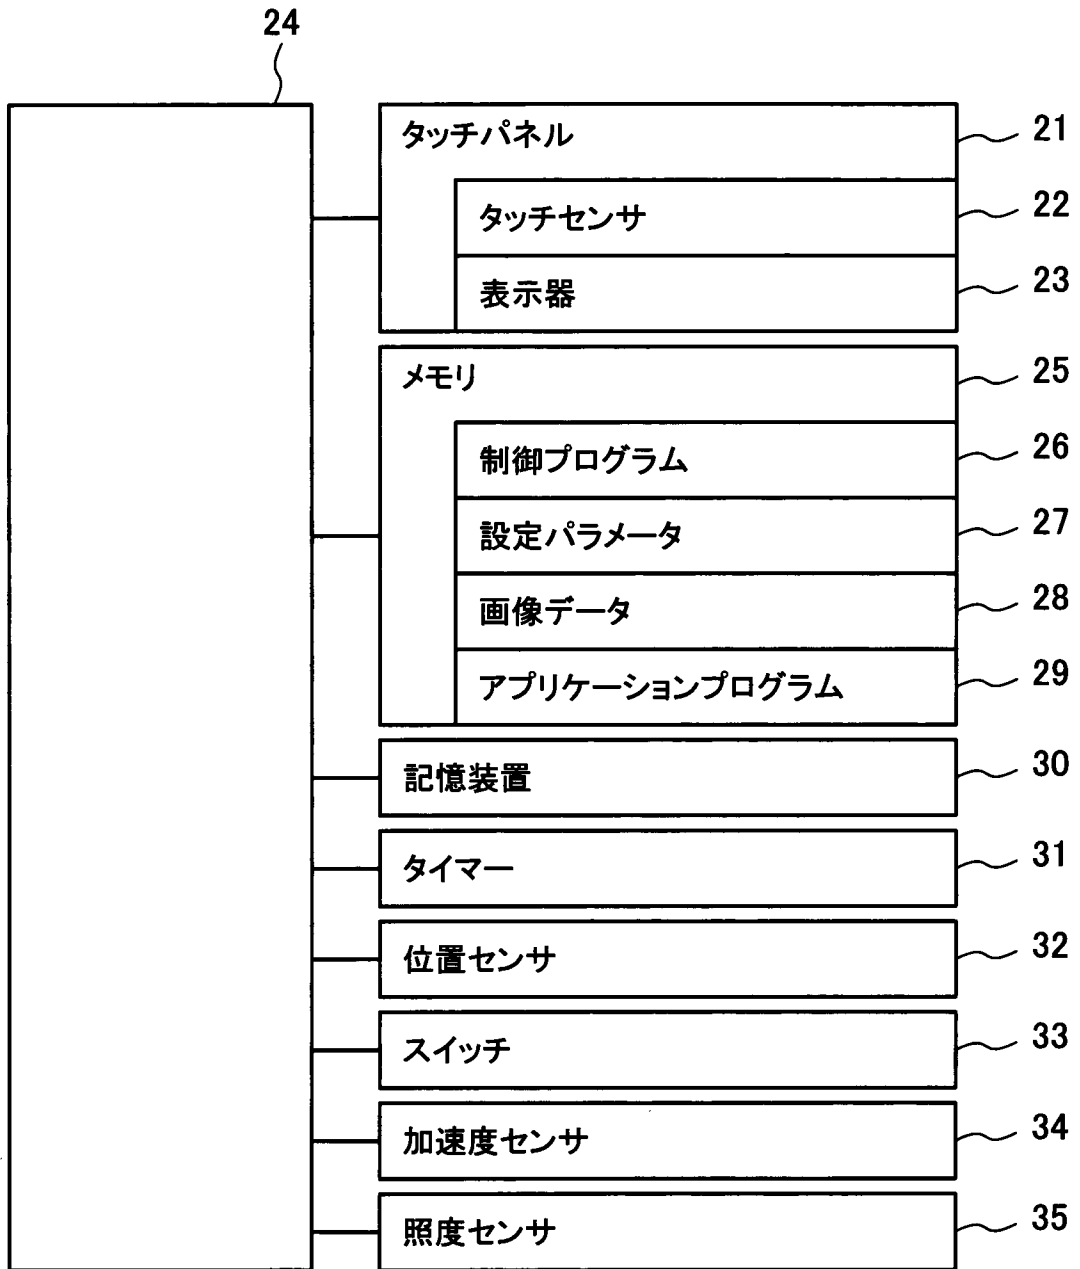 24
タッチパネル 21
タッチセンサ 22
表示器 23
メモリ 25
制御プログラム 26
設定パラメータ 27
画像データ 28
アプリケーションプログラム 29
記憶装置 30
タイマー 31
位置センサ 32
スイッチ 33
加速度センサ 34
照度センサ 35